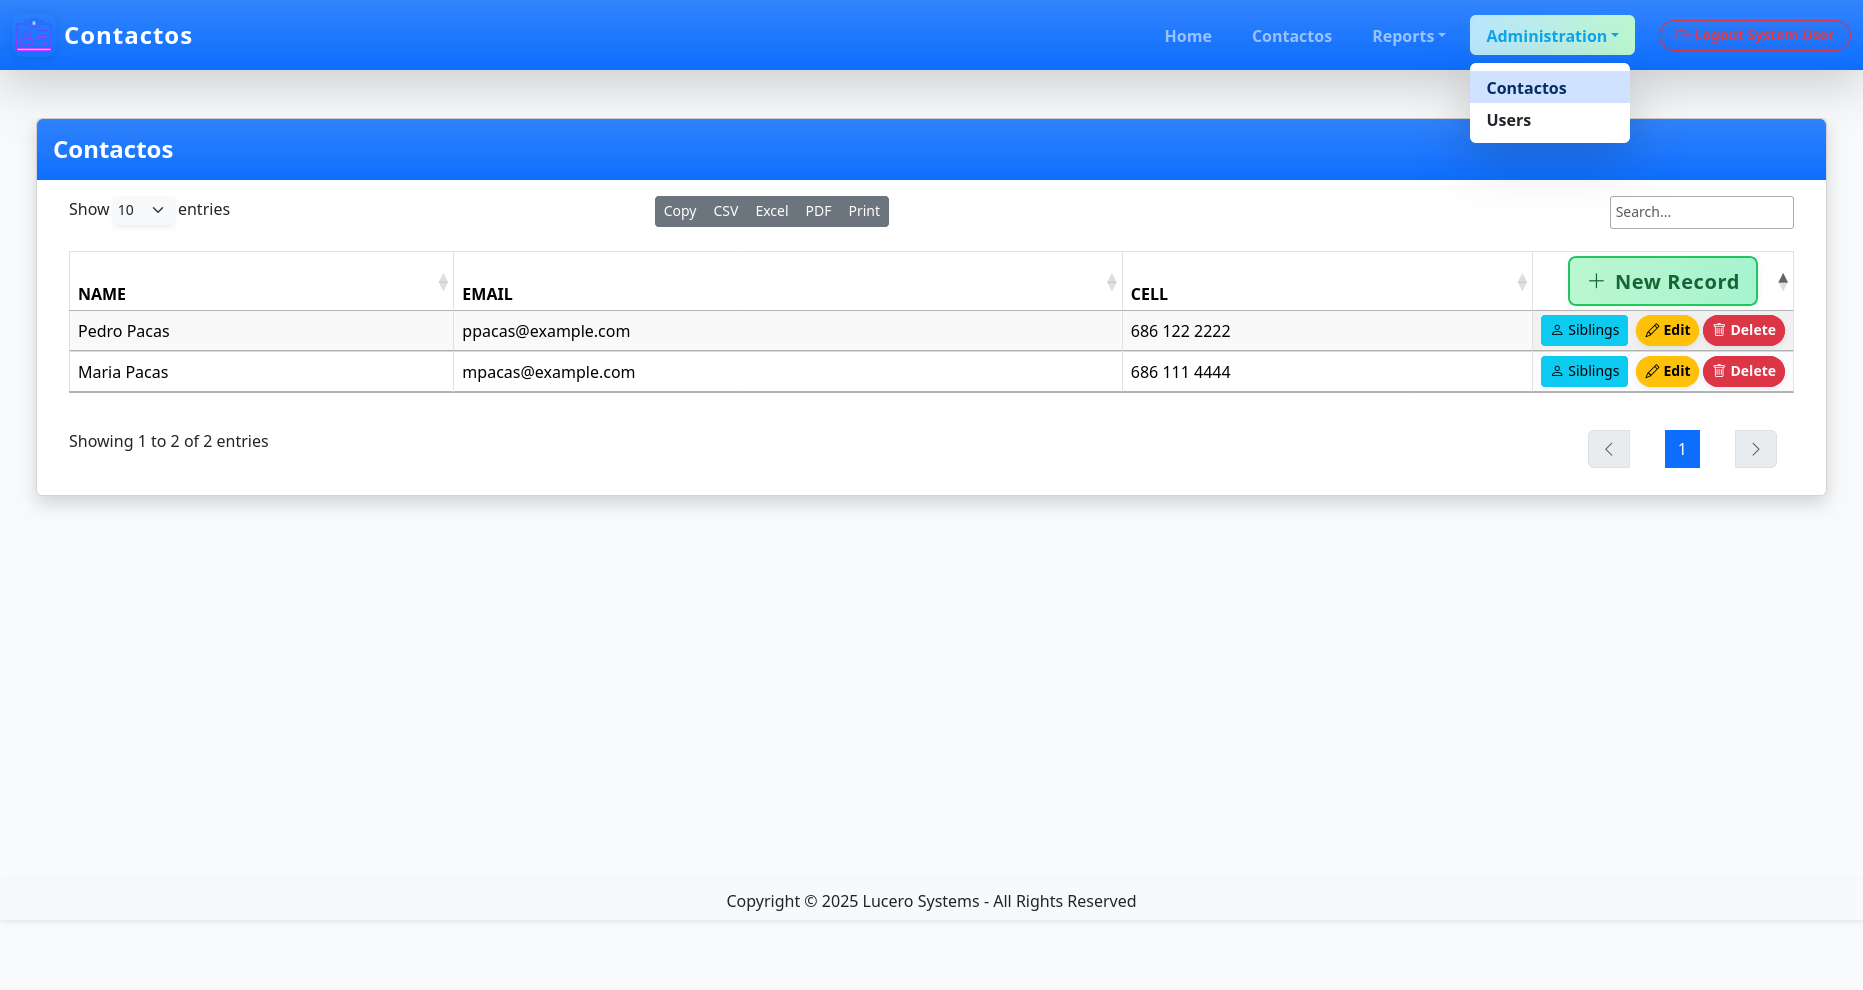 Contactos
Home Contactos Reports Administration Logout System User
Contactos
Users
Contactos
Show 10 entries
Copy CSV Excel PDF Print
Search...
NAME EMAIL CELL + New Record
Pedro Pacas ppacas@example.com 686 122 2222 Siblings Edit Delete
Maria Pacas mpacas@example.com 686 111 4444 Siblings Edit Delete
Showing 1 to 2 of 2 entries
1
Copyright © 2025 Lucero Systems - All Rights Reserved